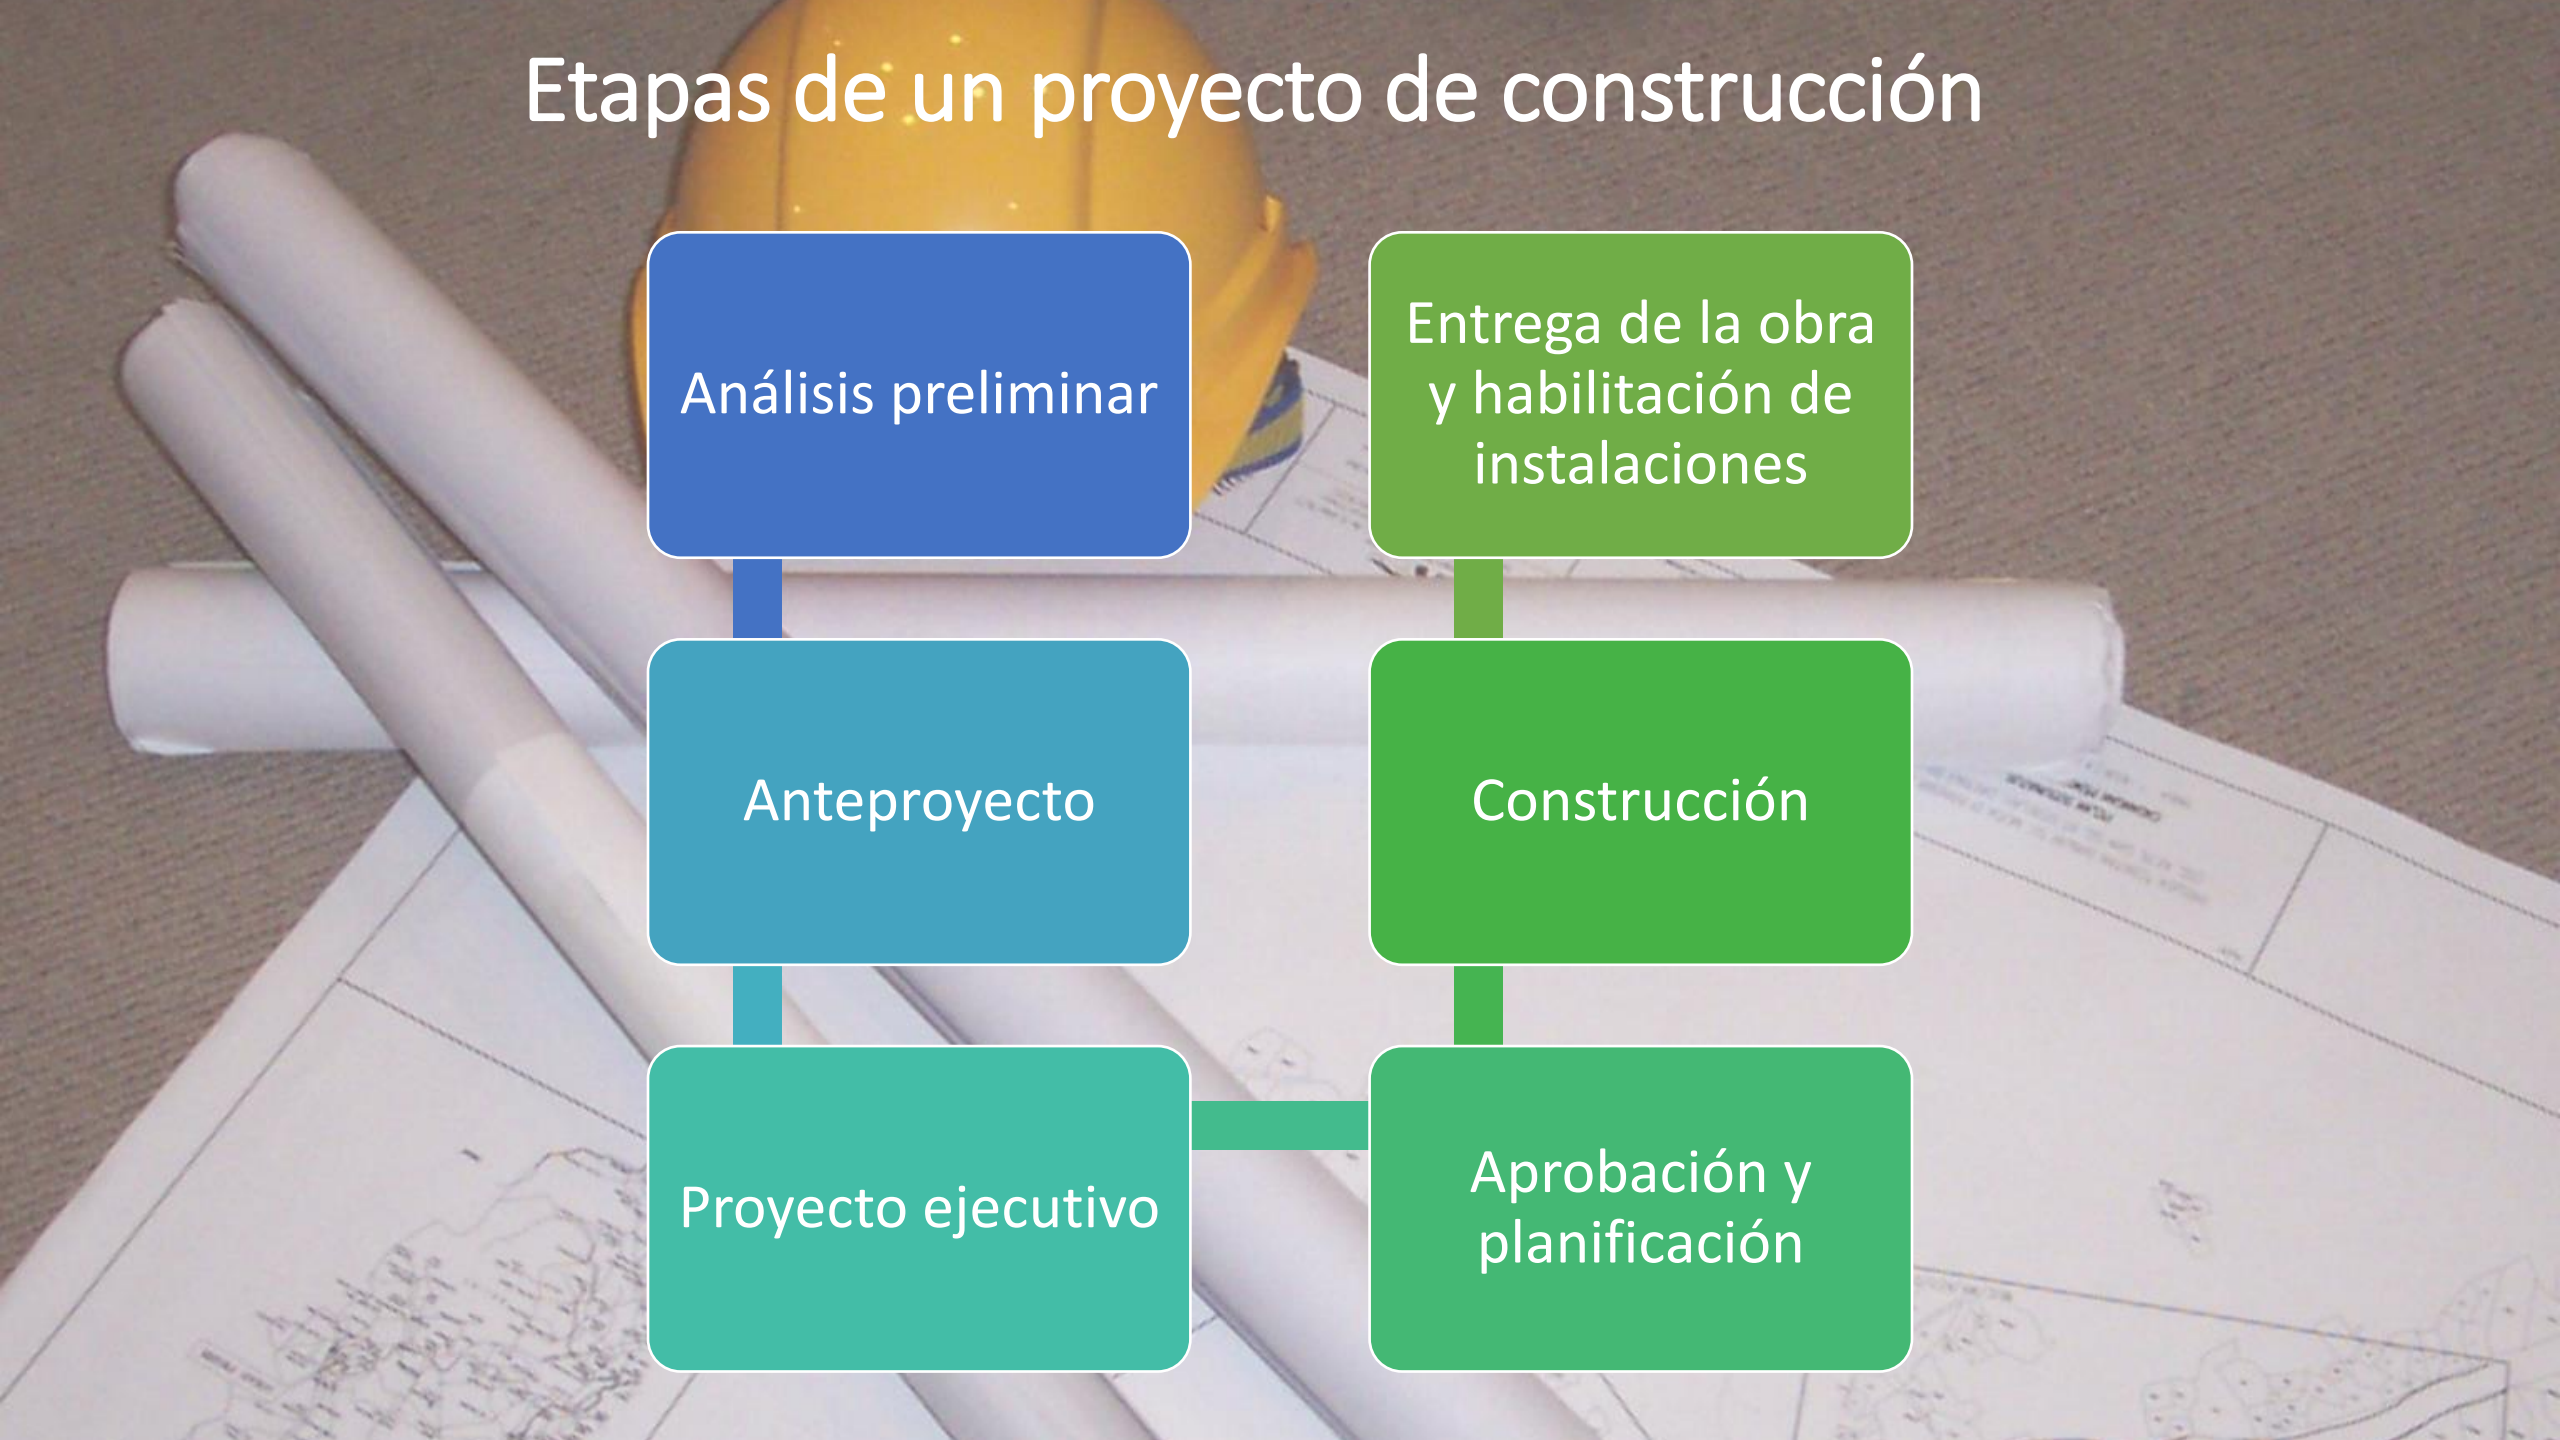 Etapas de un proyecto de construcción
Análisis preliminar
Anteproyecto
Proyecto ejecutivo
Aprobación y
planificación
Construcción
Entrega de la obra
y habilitación de
instalaciones